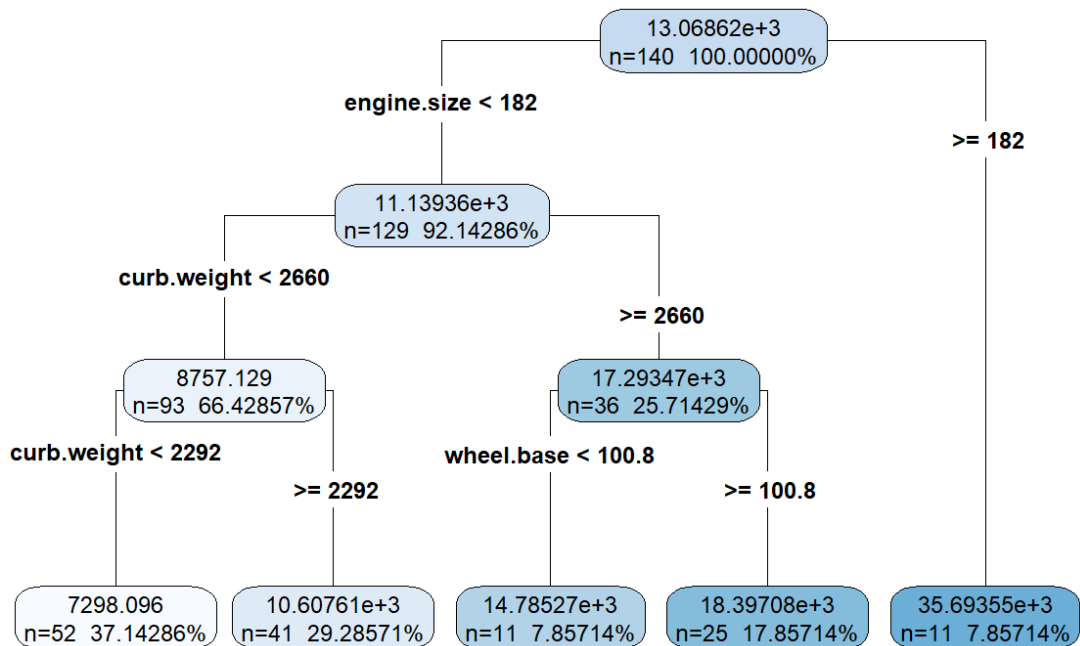 13.06862e+3
n=140 100.00000%
engine.size < 182
>= 182
11.13936e+3
n=129 92.14286%
curb.weight < 2660
>= 2660
8757.129
n=93 66.42857%
17.29347e+3
n=36 25.71429%
curb.weight < 2292
>= 2292
wheel.base < 100.8
>= 100.8
7298.096
n=52 37.14286%
10.60761e+3
n=41 29.28571%
14.78527e+3
n=11 7.85714%
18.39708e+3
n=25 17.85714%
35.69355e+3
n=11 7.85714%